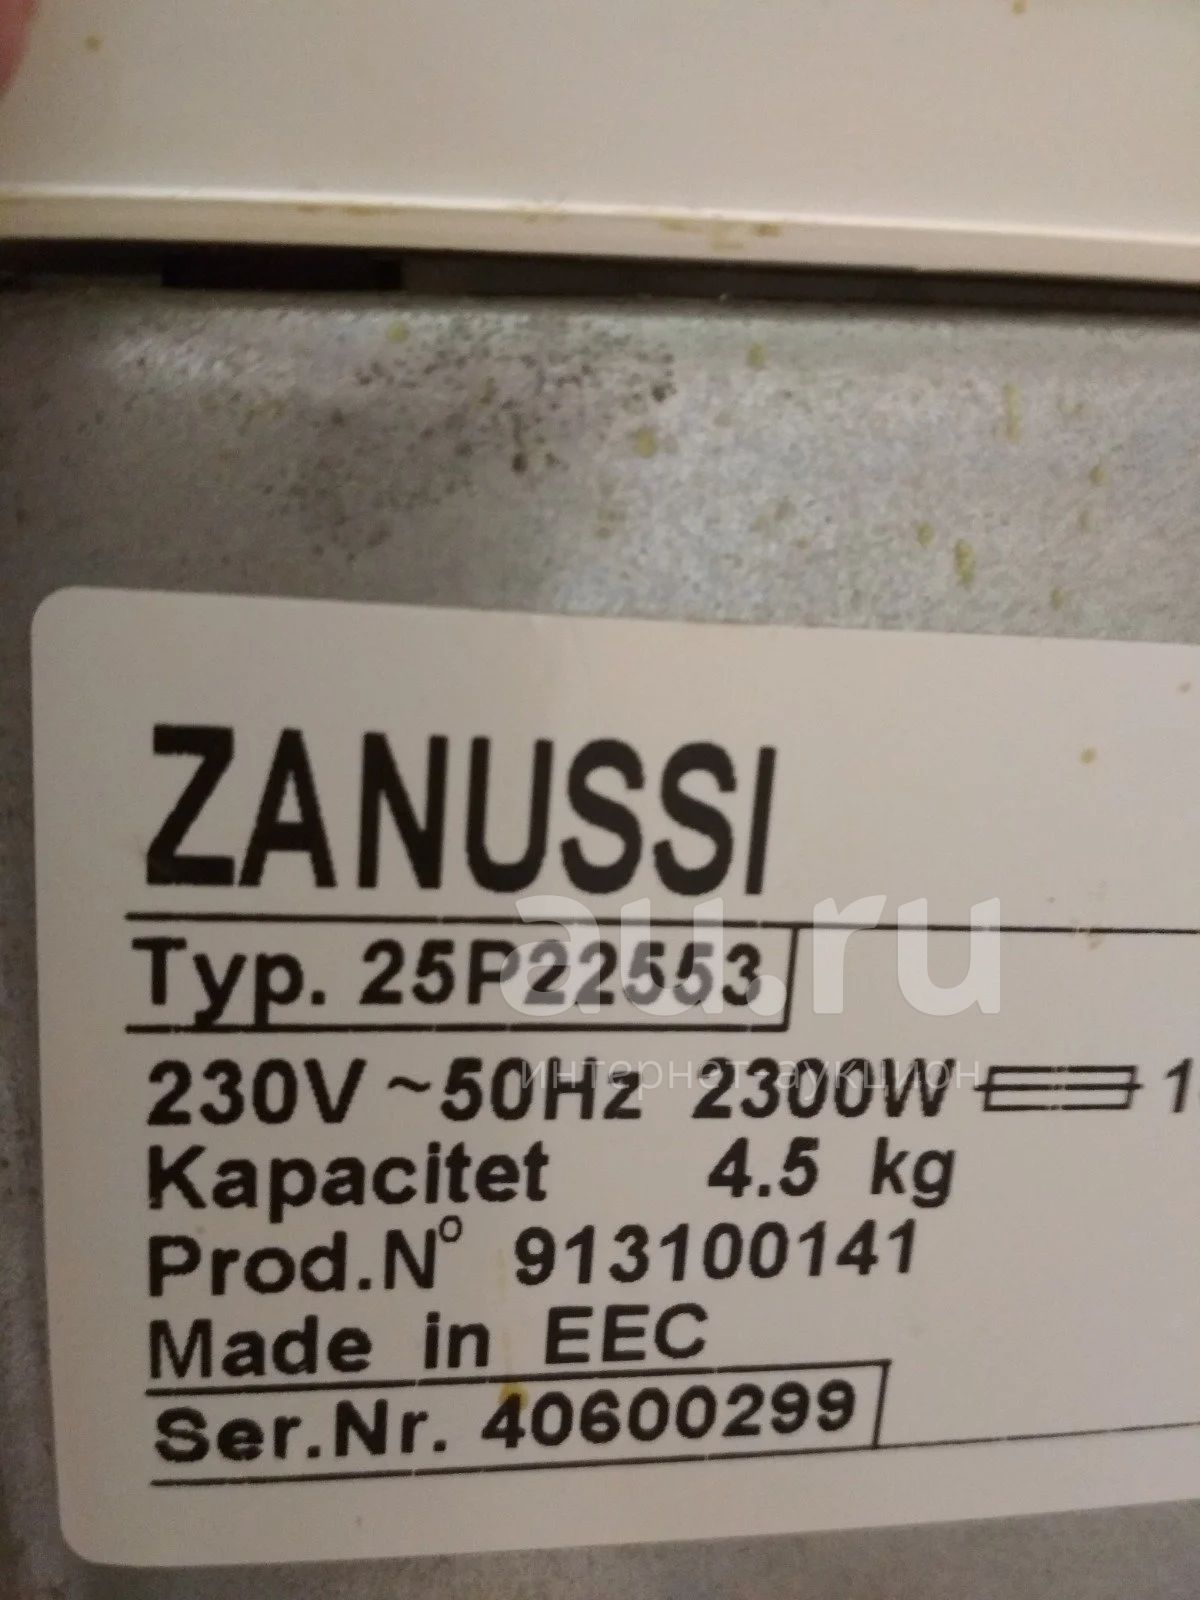 ZANUSSI
Typ. 25P22553
230V ~50Hz 2300W
Kapacitet 4.5 kg
Prod.N° 913100141
Made in EEC
Ser.Nr. 40600299
au.ru
интернет-аукцион